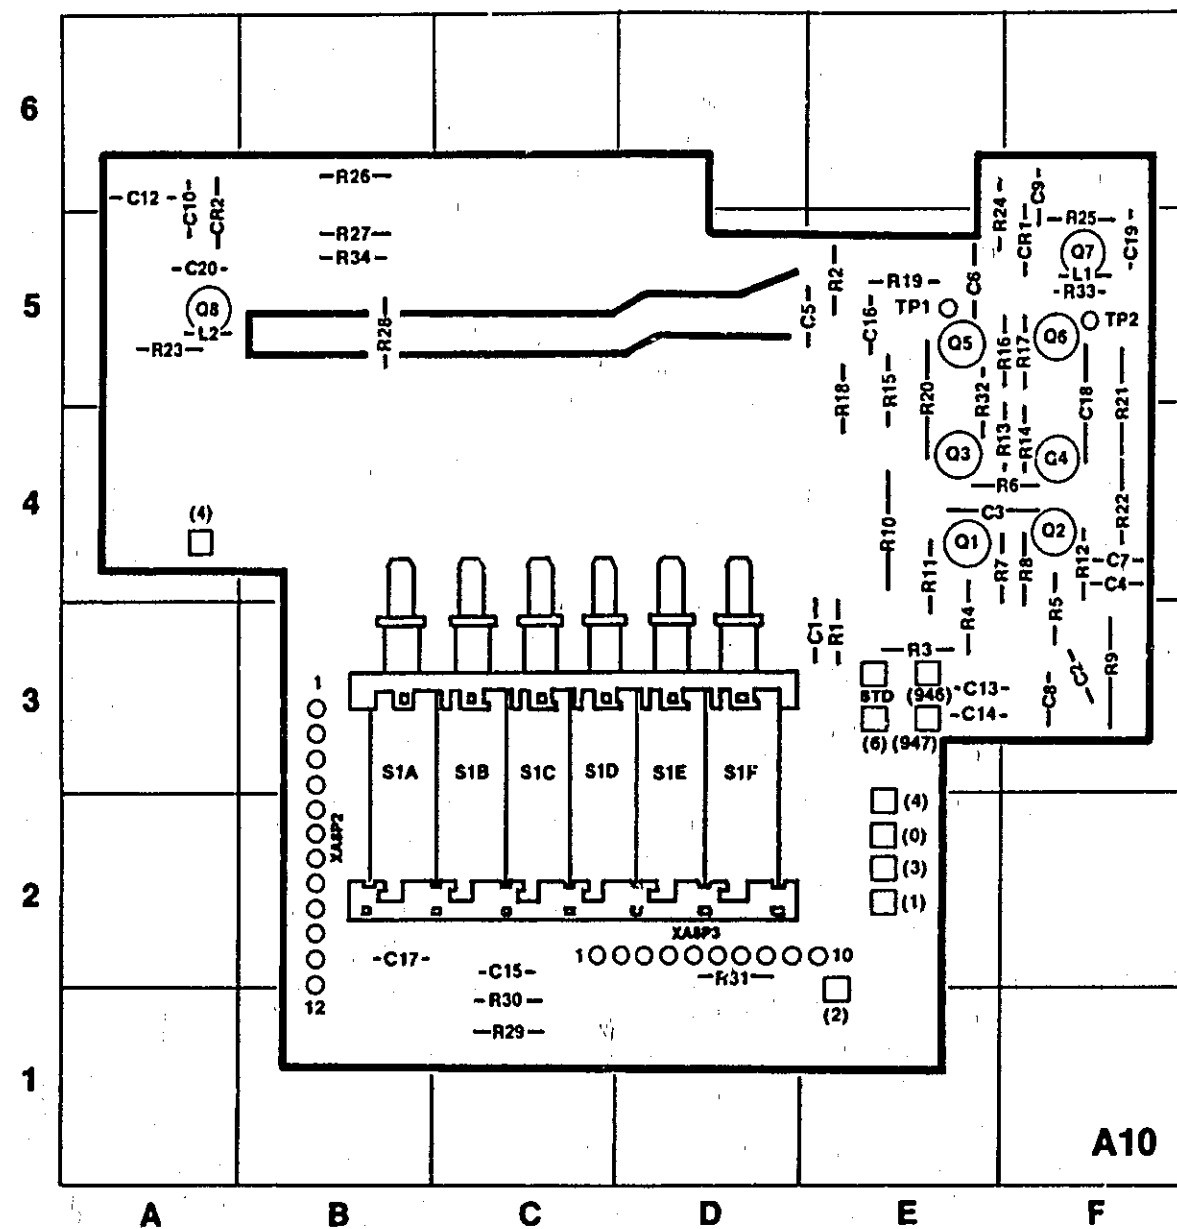 6
R26
C12
C10
CR2
R24
CR1
C9
R25
C19
R27
R34
Q7
C20
R2
R19
C6
L1
R33
5
Q8
L2
R23
R28
C5
C16
TP1
TP2
Q5
R16
R17
Q6
R18
R15
R20
R32
C18
R21
R13
R14
Q3
Q4
R6
4
(4)
C3
R22
R10
Q1
Q2
R11
R7
R8
R12
C7
C4
R4
R5
C1
R1
R3
R9
C2
3
1
STD
(946)
C13
C8
C14
(6) (947)
S1A
S1B
S1C
S1D
S1E
S1F
(4)
XA8P2
(0)
(3)
2
(1)
XA8P3
C17
1
10
C15
R31
12
R30
(2)
R29
1
A10
A
B
C
D
E
F